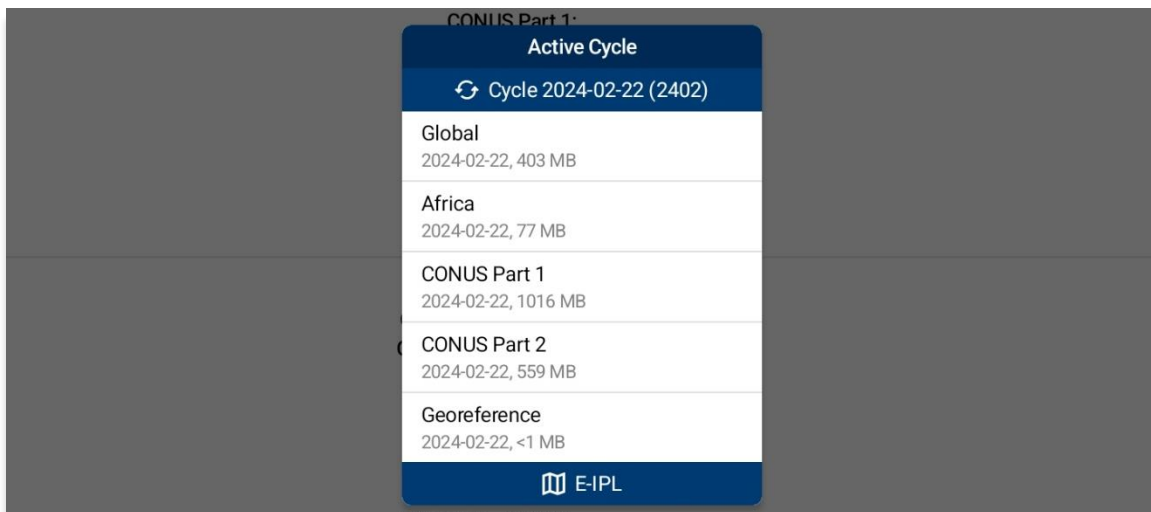 CONUS Part 1:
Active Cycle
Cycle 2024-02-22 (2402)
Global
2024-02-22, 403 MB
Africa
2024-02-22, 77 MB
CONUS Part 1
2024-02-22, 1016 MB
CONUS Part 2
2024-02-22, 559 MB
Georeference
2024-02-22, <1 MB
E-IPL